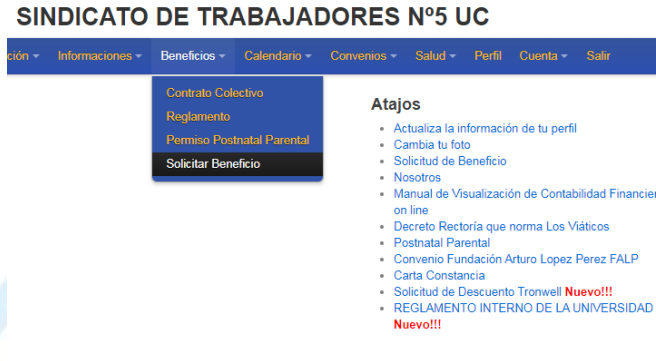 SINDICATO DE TRABAJADORES Nº5 UC
ción Informaciones Beneficios Calendario Convenios Salud Perfil Cuenta Salir
Contrato Colectivo
Reglamento
Permiso Postnatal Parental
Solicitar Beneficio
Atajos
Actualiza la información de tu perfil
Cambia tu foto
Solicitud de Beneficio
Nosotros
Manual de Visualización de Contabilidad Financier
on line
Decreto Rectoría que norma Los Viáticos
Postnatal Parental
Convenio Fundación Arturo Lopez Perez FALP
Carta Constancia
Solicitud de Descuento Tronwell Nuevo!!!
REGLAMENTO INTERNO DE LA UNIVERSIDAD
Nuevo!!!